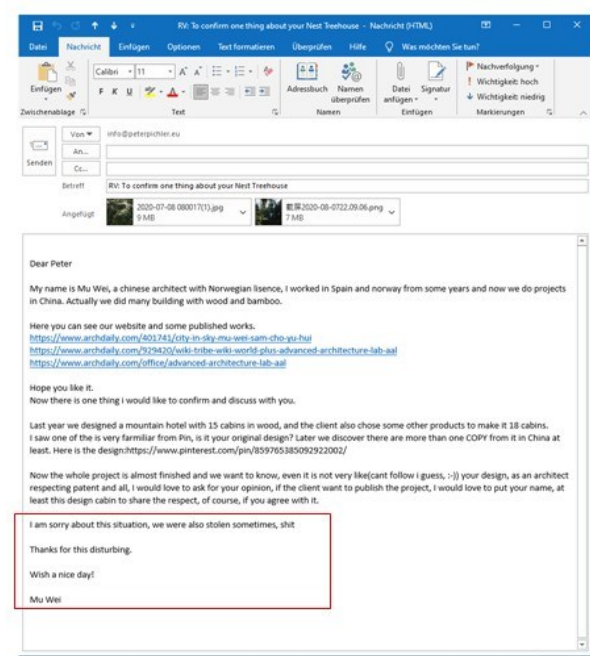 RV: To confirm one thing about your Nest Treehouse - Nachricht (HTML)
Datei Nachricht Einfügen Optionen Text formatieren Überprüfen Hilfe Was möchten Sie tun?
Einfügen
Calibri 11
F K U
Adressbuch Namen überprüfen
Datei anfügen Signatur
Nachverfolgung
Wichtigkeit: hoch
Wichtigkeit: niedrig
Zwischenablage Text Namen Einfügen Markierungen
Senden
Von info@peterpichler.eu
An...
Cc...
Betreff RV: To confirm one thing about your Nest Treehouse
Angefügt 2020-07-08 080017(1).jpg 9 MB 截屏2020-08-0722.09.06.png 7 MB
Dear Peter
My name is Mu Wei, a chinese architect with Norwegian lisence, I worked in Spain and norway from some years and now we do projects
in China. Actually we did many building with wood and bamboo.
Here you can see our website and some published works.
https://www.archdaily.com/401741/city-in-sky-mu-wei-sam-cho-yu-hui
https://www.archdaily.com/929420/wiki-tribe-wiki-world-plus-advanced-architecture-lab-aal
https://www.archdaily.com/office/advanced-architecture-lab-aal
Hope you like it.
Now there is one thing i would like to confirm and discuss with you.
Last year we designed a mountain hotel with 15 cabins in wood, and the client also chose some other products to make it 18 cabins.
I saw one of the is very farmiliar from Pin, is it your original design? Later we discover there are more than one COPY from it in China at
least. Here is the design:https://www.pinterest.com/pin/859765385092922002/
Now the whole project is almost finished and we want to know, even it is not very like(cant follow i guess, :-)) your design, as an architect
respecting patent and all, I would love to ask for your opinion, if the client want to publish the project, I would love to put your name, at
least this design cabin to share the respect, of course, if you agree with it.
I am sorry about this situation, we were also stolen sometimes, shit
Thanks for this disturbing.
Wish a nice day!
Mu Wei